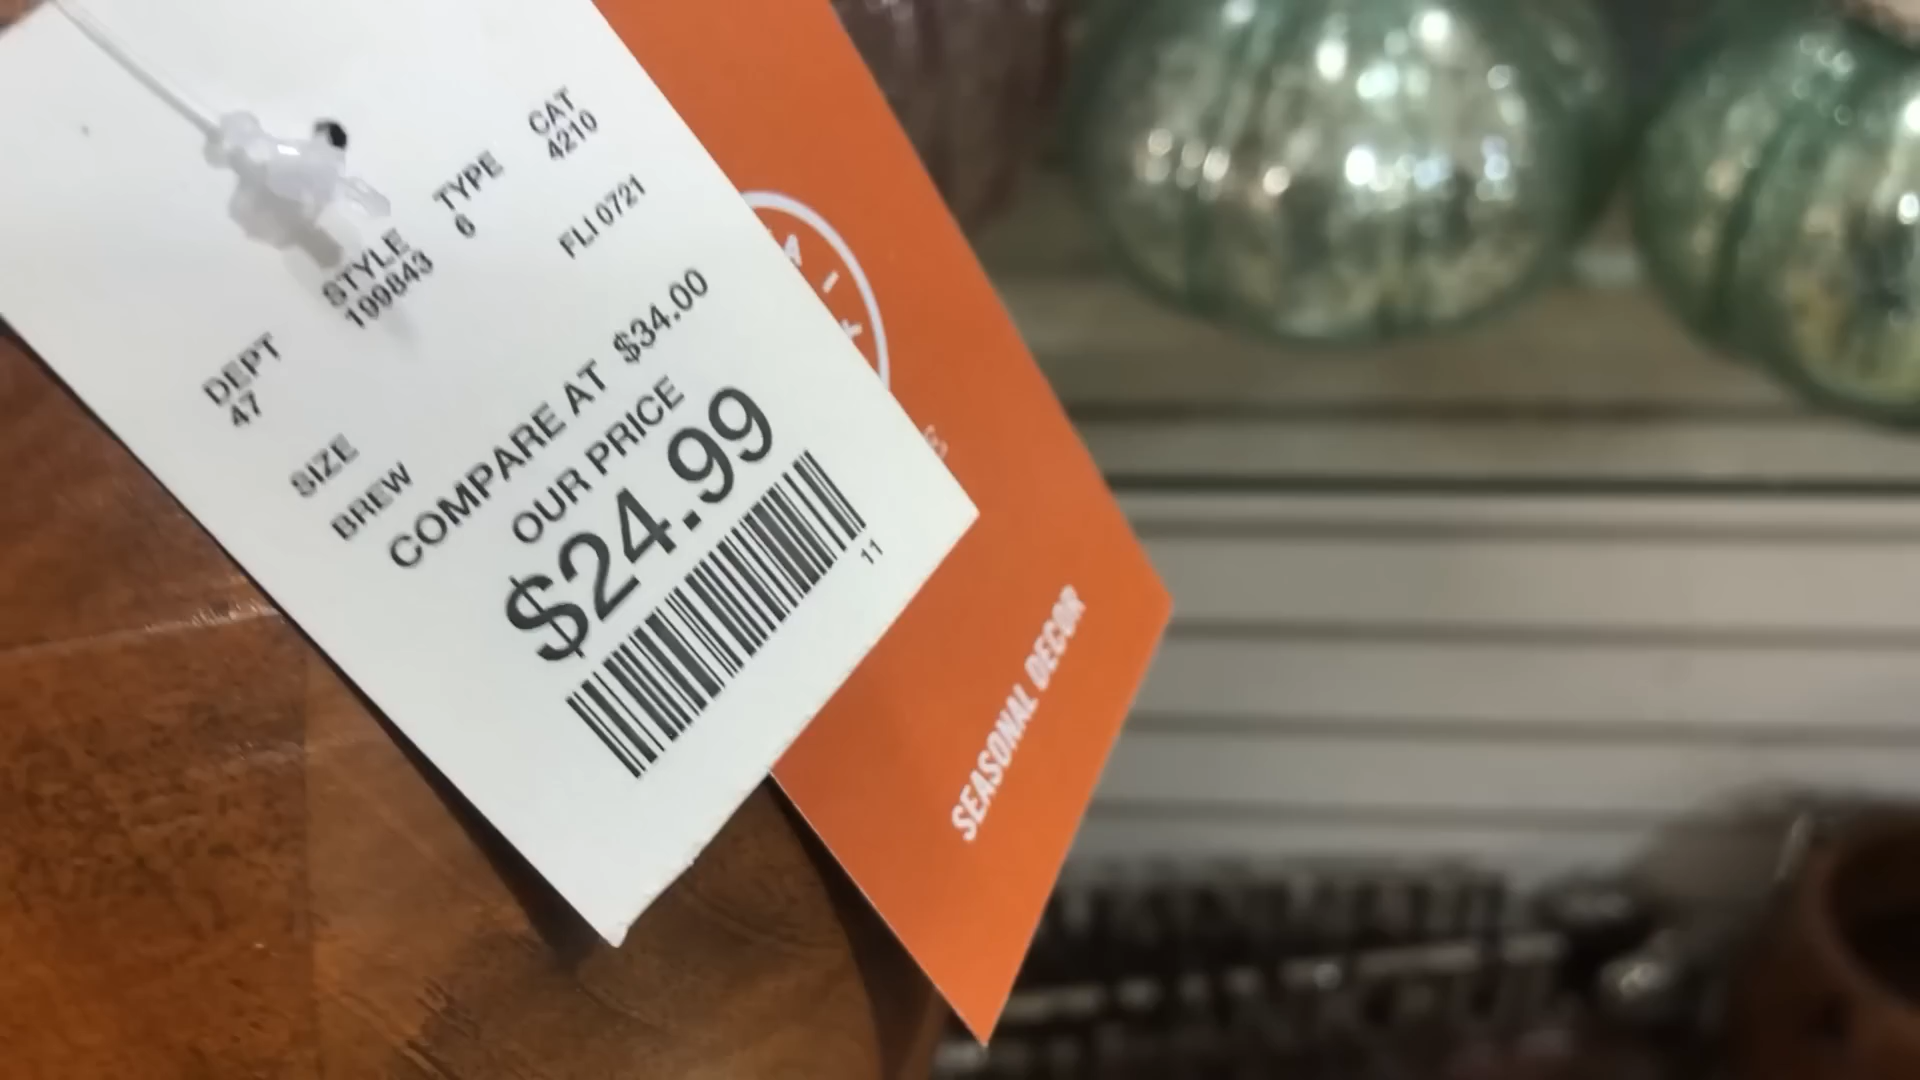 DEPT STYLE TYPE CAT
47 199843 6 4210
SIZE FLI 0721
BREW
COMPARE AT $34.00
OUR PRICE
$24.99
11
SEASONAL DECOR